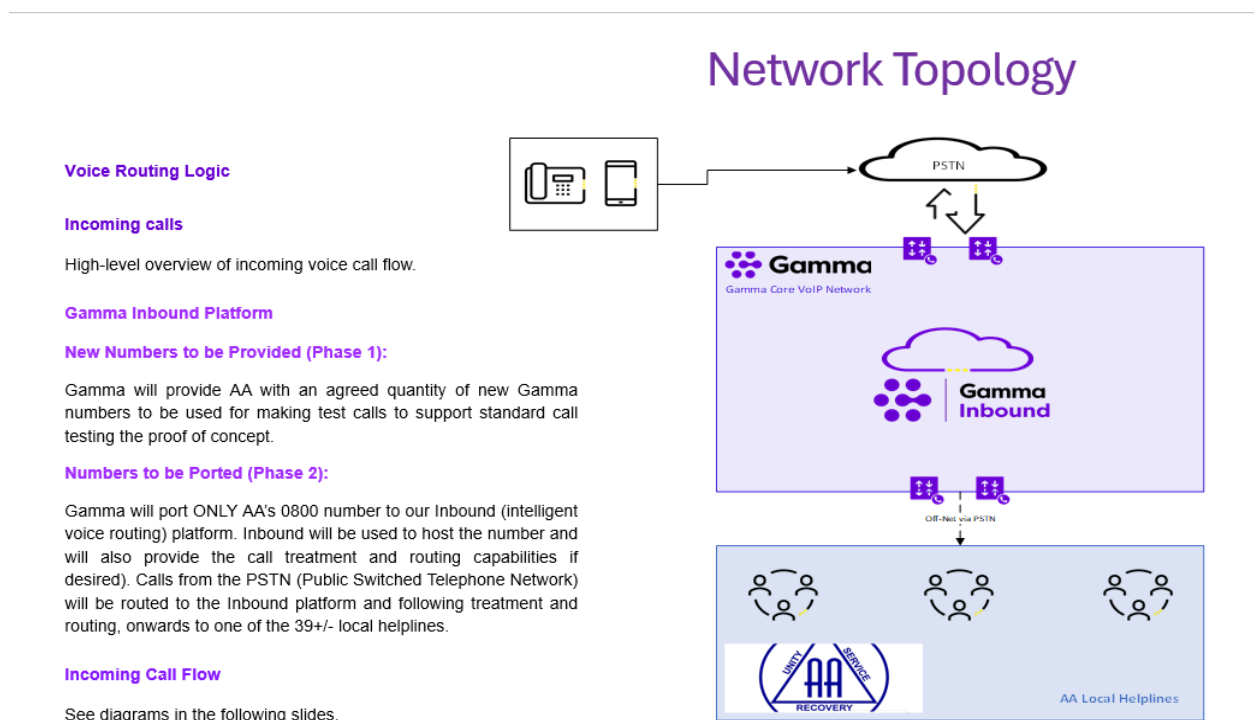 Network Topology
Voice Routing Logic
Incoming calls
High-level overview of incoming voice call flow.
Gamma Inbound Platform
New Numbers to be Provided (Phase 1):
Gamma will provide AA with an agreed quantity of new Gamma
numbers to be used for making test calls to support standard call
testing the proof of concept.
Numbers to be Ported (Phase 2):
Gamma will port ONLY AA's 0800 number to our Inbound (intelligent
voice routing) platform. Inbound will be used to host the number and
will also provide the call treatment and routing capabilities if
desired). Calls from the PSTN (Public Switched Telephone Network)
will be routed to the Inbound platform and following treatment and
routing, onwards to one of the 39+/- local helplines.
Incoming Call Flow
See diagrams in the following slides.
PSTN
Gamma
Gamma Core VoIP Network
Gamma
Inbound
Off-Net via PSTN
UNITY
SERVICE
AA
RECOVERY
AA Local Helplines